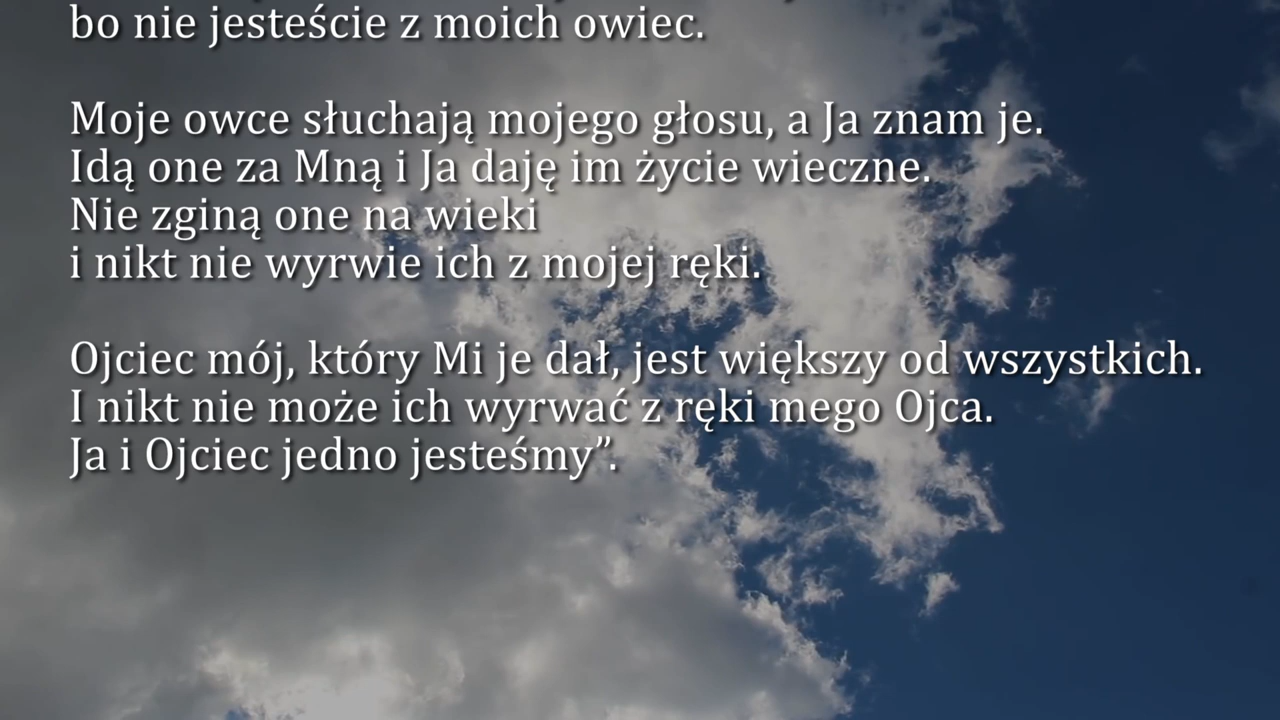 bo nie jesteście z moich owiec.
Moje owce słuchają mojego głosu, a Ja znam je.
Idą one za Mną i Ja daję im życie wieczne.
Nie zginą one na wieki
i nikt nie wyrwie ich z mojej ręki.
Ojciec mój, który Mi je dał, jest większy od wszystkich.
I nikt nie może ich wyrwać z ręki mego Ojca.
Ja i Ojciec jedno jesteśmy”.